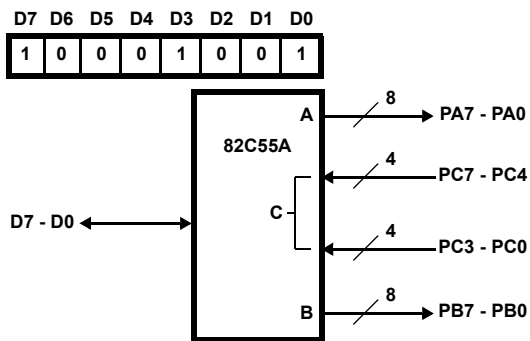 D7 D6 D5 D4 D3 D2 D1 D0
1 0 0 0 1 0 0 1
A
8
PA7 - PA0
82C55A
4
PC7 - PC4
C
D7 - D0
4
PC3 - PC0
B
8
PB7 - PB0